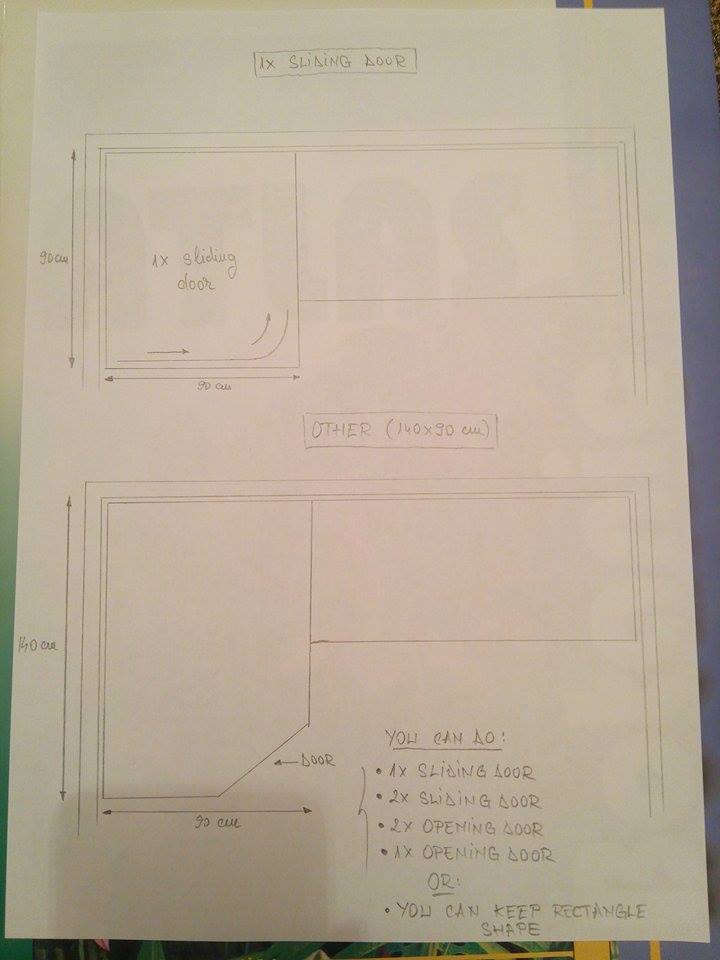 1X SLIDING DOOR
90 cm
1X sliding
door
90 cm
OTHER (140x90 cm)
140 cm
DOOR
90 cm
YOU CAN DO:
• 1X SLIDING DOOR
• 2X SLIDING DOOR
• 2X OPENING DOOR
• 1X OPENING DOOR
OR:
• YOU CAN KEEP RECTANGLE
SHAPE